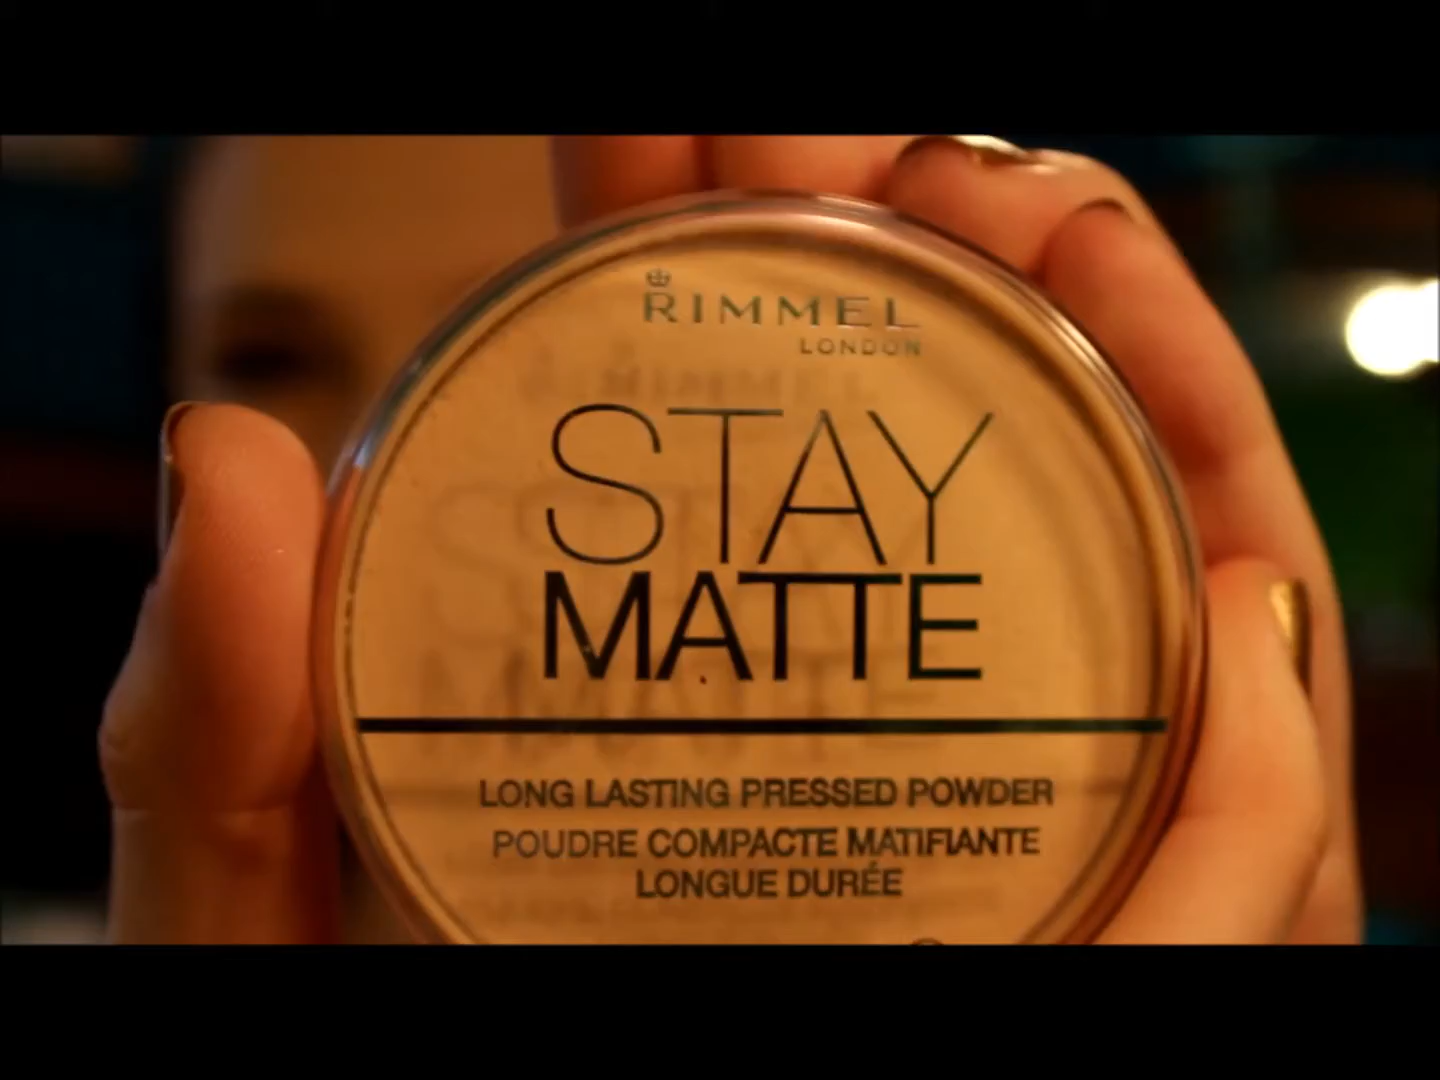 RIMMEL
LONDON
STAY
MATTE
LONG LASTING PRESSED POWDER
POUDRE COMPACTE MATIFIANTE
LONGUE DURÉE